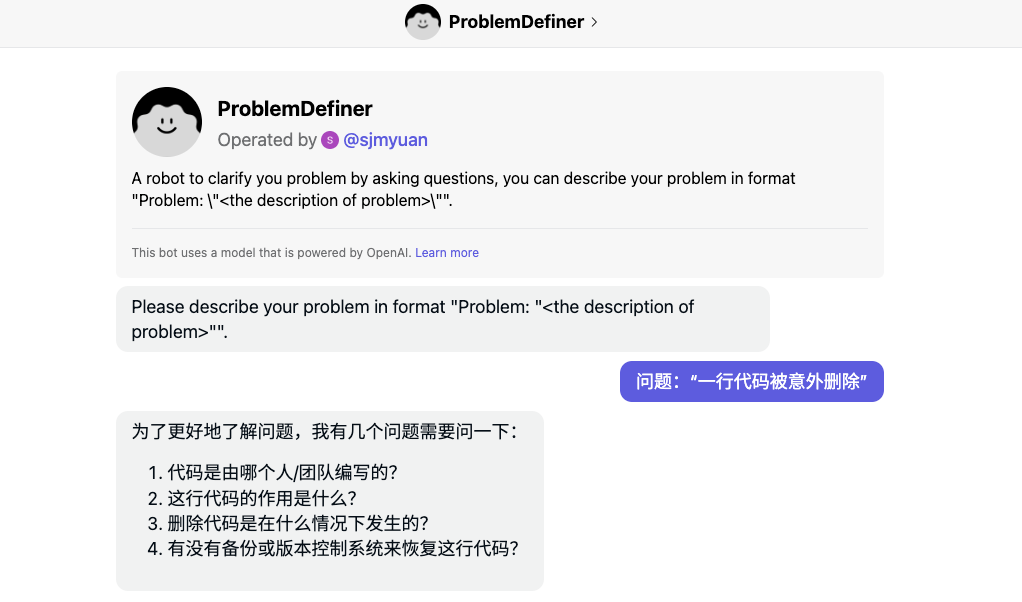 ProblemDefiner
ProblemDefiner
Operated by S @sjmyuan
A robot to clarify you problem by asking questions, you can describe your problem in format
"Problem: \"<the description of problem>\"".
This bot uses a model that is powered by OpenAI. Learn more
Please describe your problem in format "Problem: "<the description of
problem>"".
问题：“一行代码被意外删除”
为了更好地了解问题，我有几个问题需要问一下：
1. 代码是由哪个人/团队编写的？
2. 这行代码的作用是什么？
3. 删除代码是在什么情况下发生的？
4. 有没有备份或版本控制系统来恢复这行代码？